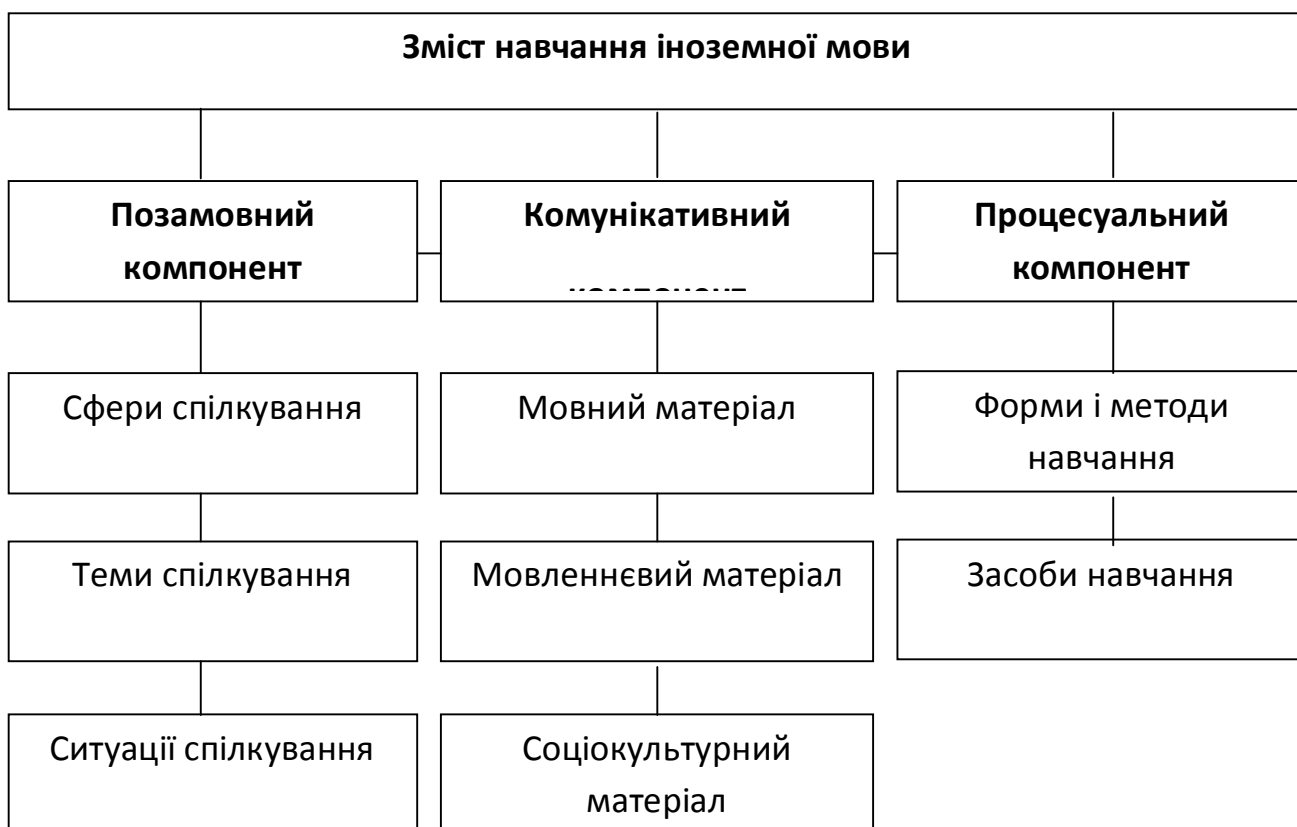 Зміст навчання іноземної мови
Позамовний
компонент
Комунікативний
компонент
Процесуальний
компонент
Сфери спілкування
Мовний матеріал
Форми і методи
навчання
Теми спілкування
Мовленнєвий матеріал
Засоби навчання
Ситуації спілкування
Соціокультурний
матеріал